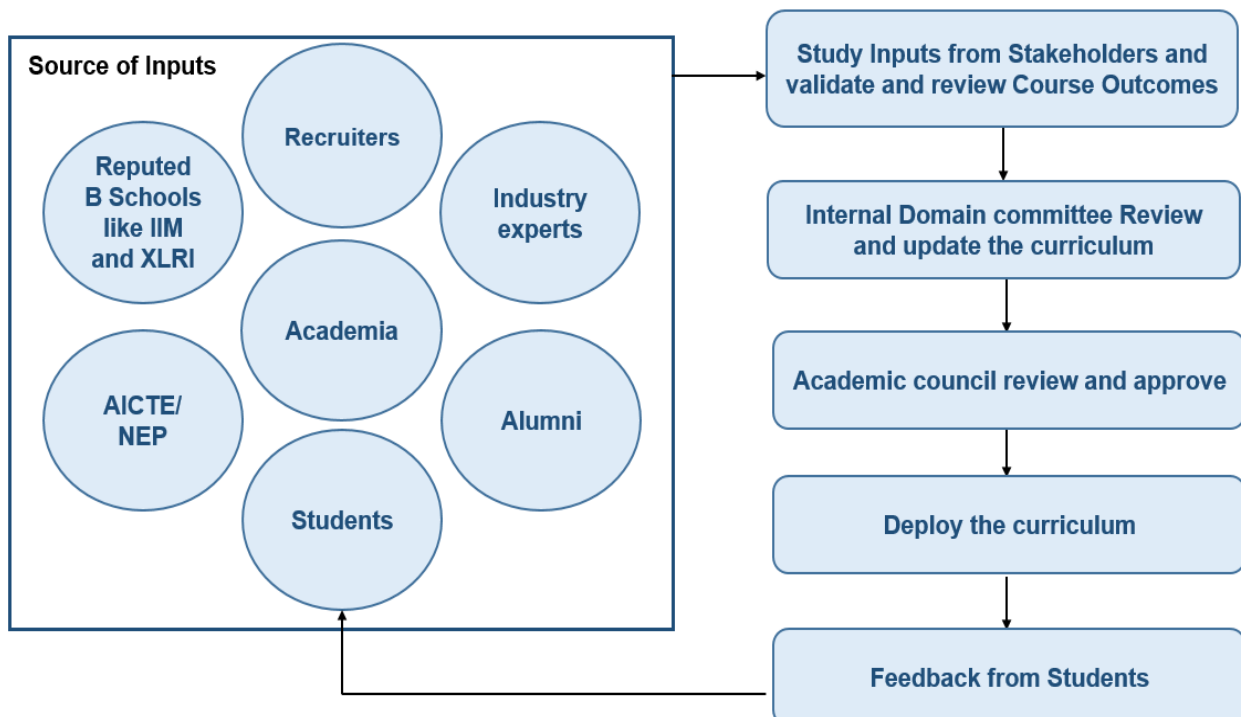 Source of Inputs
Recruiters
Reputed
B Schools
like IIM
and XLRI
Industry
experts
Academia
AICTE/
NEP
Alumni
Students
Study Inputs from Stakeholders and
validate and review Course Outcomes
Internal Domain committee Review
and update the curriculum
Academic council review and approve
Deploy the curriculum
Feedback from Students